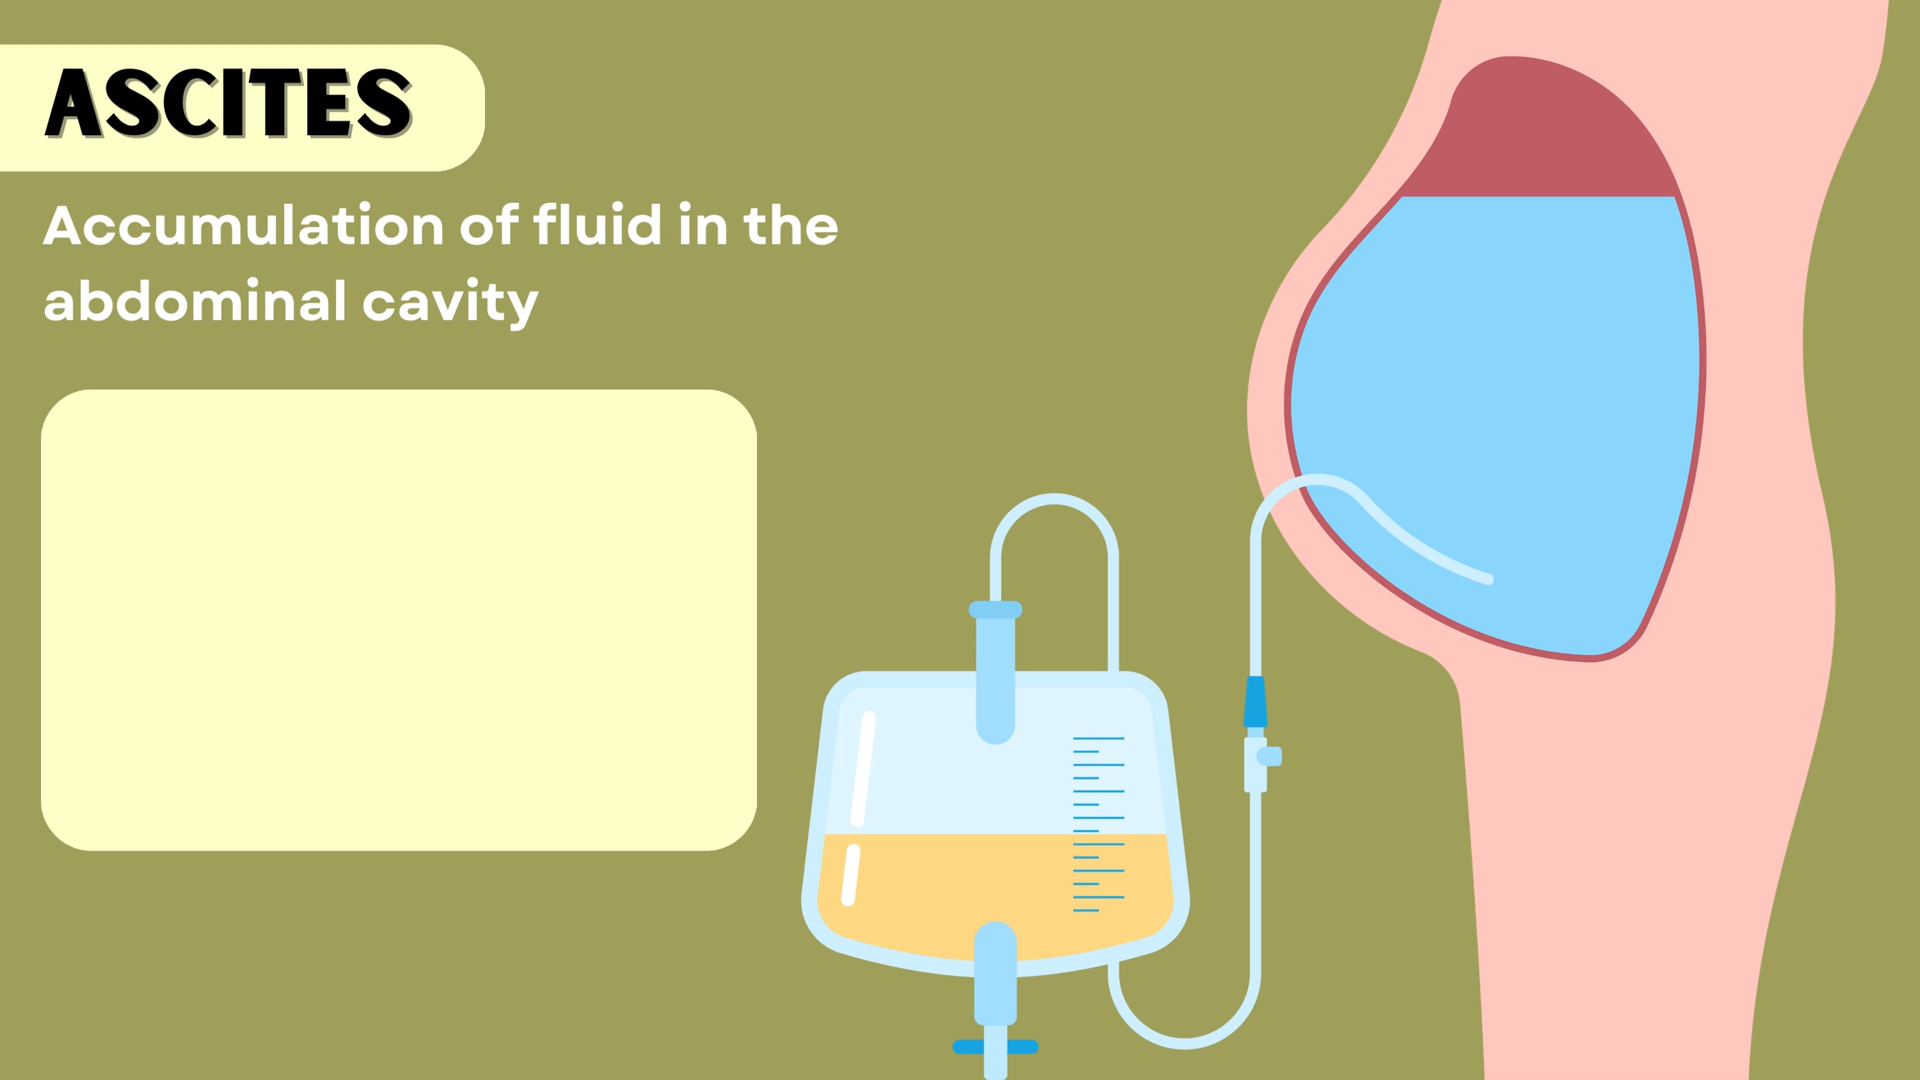 ASCITES
Accumulation of fluid in the
abdominal cavity